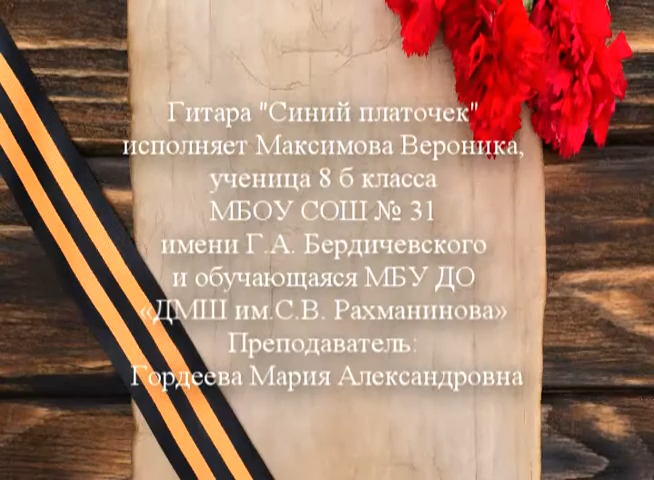 Гитара "Синий платочек"
исполняет Максимова Вероника,
ученица 8 б класса
МБОУ СОШ № 31
имени Г.А. Бердичевского
и обучающаяся МБУ ДО
«ДМШ им.С.В. Рахманинова»
Преподаватель:
Гордеева Мария Александровна